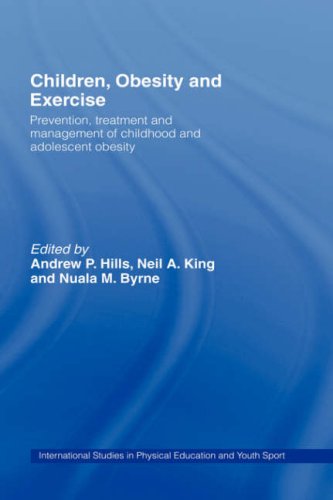 Children, Obesity and
Exercise
Prevention, treatment and
management of childhood and
adolescent obesity
Edited by
Andrew P. Hills, Neil A. King
and Nuala M. Byrne
International Studies in Physical Education and Youth Sport